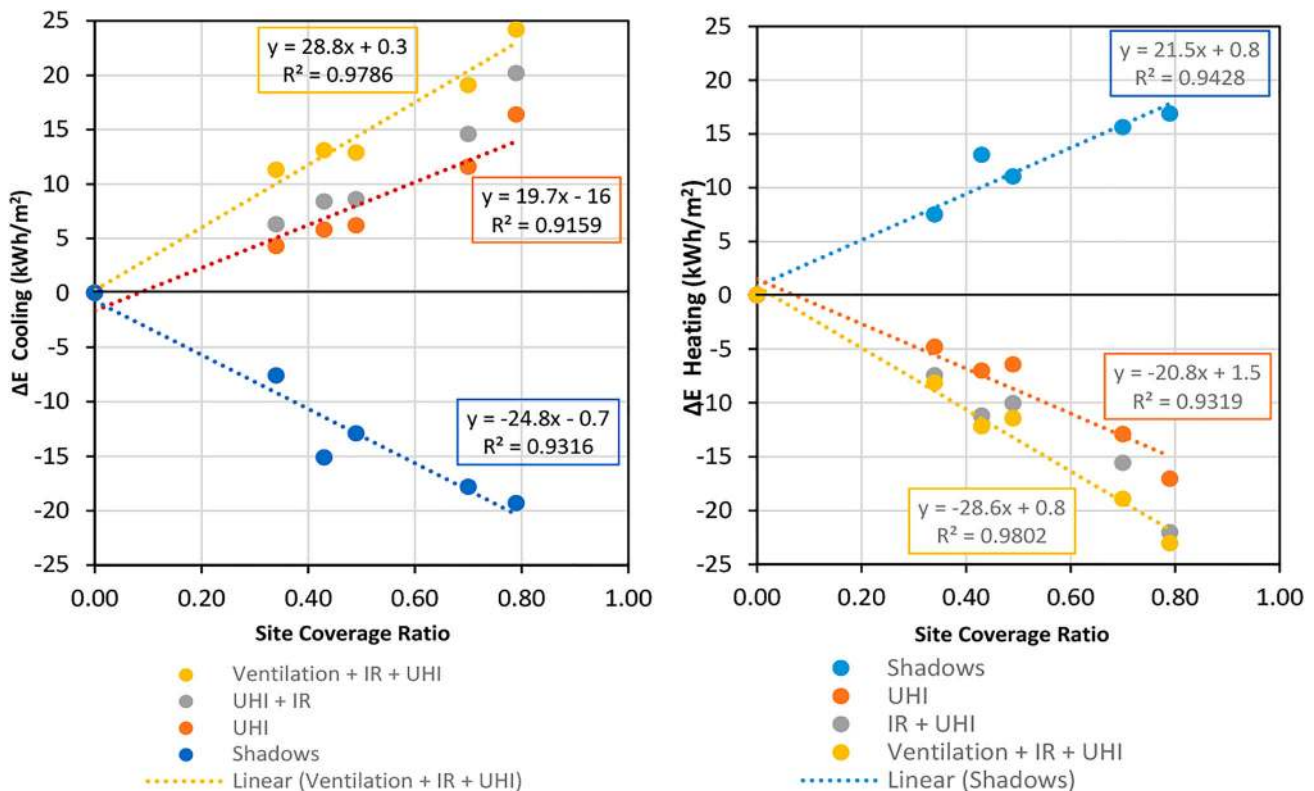 25
20
15
10
5
0
-5
-10
-15
-20
-25
ΔE Cooling (kWh/m²)
y = 28.8x + 0.3
R² = 0.9786
y = 19.7x - 16
R² = 0.9159
y = -24.8x - 0.7
R² = 0.9316
0.00 0.20 0.40 0.60 0.80 1.00
Site Coverage Ratio
Ventilation + IR + UHI
UHI + IR
UHI
Shadows
Linear (Ventilation + IR + UHI)
25
20
15
10
5
0
-5
-10
-15
-20
-25
ΔE Heating (kWh/m²)
y = 21.5x + 0.8
R² = 0.9428
y = -20.8x + 1.5
R² = 0.9319
y = -28.6x + 0.8
R² = 0.9802
0.00 0.20 0.40 0.60 0.80 1.00
Site Coverage Ratio
Shadows
UHI
IR + UHI
Ventilation + IR + UHI
Linear (Shadows)